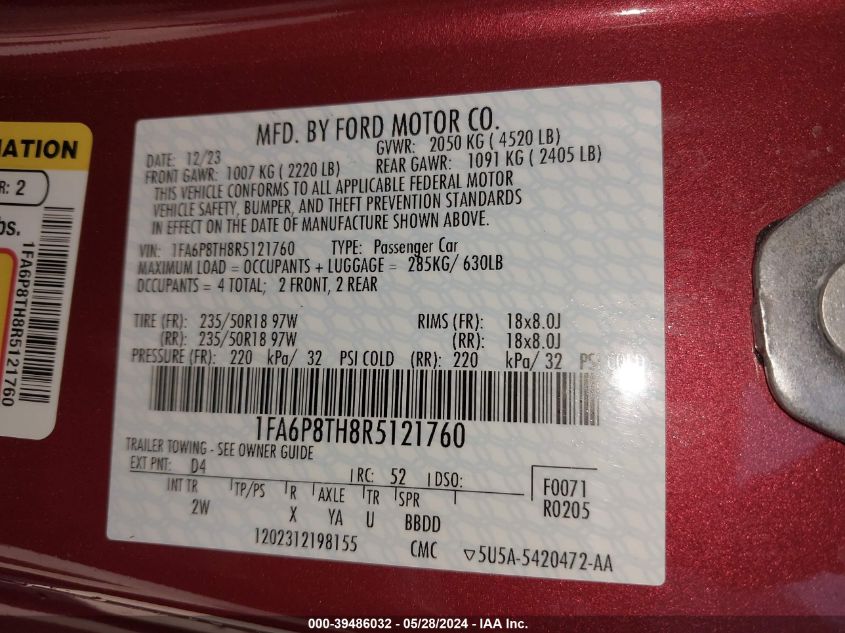 MATION
R: 2
bs.
1FA6P8TH8R5121760
MFD. BY FORD MOTOR CO.
DATE: 12/23 GVWR: 2050 KG ( 4520 LB)
FRONT GAWR: 1007 KG ( 2220 LB) REAR GAWR: 1091 KG ( 2405 LB)
THIS VEHICLE CONFORMS TO ALL APPLICABLE FEDERAL MOTOR
VEHICLE SAFETY, BUMPER, AND THEFT PREVENTION STANDARDS
IN EFFECT ON THE DATE OF MANUFACTURE SHOWN ABOVE.
VIN: 1FA6P8TH8R5121760 TYPE: Passenger Car
MAXIMUM LOAD = OCCUPANTS + LUGGAGE = 285KG/ 630LB
OCCUPANTS = 4 TOTAL; 2 FRONT, 2 REAR
TIRE (FR): 235/50R18 97W RIMS (FR): 18x8.0J
(RR): 235/50R18 97W (RR): 18x8.0J
PRESSURE (FR): 220 kPa/ 32 PSI COLD (RR): 220 kPa/ 32 PSI COLD
1FA6P8TH8R5121760
TRAILER TOWING - SEE OWNER GUIDE
EXT PNT: D4 RC: 52 DSO:
INT TR TP/PS R AXLE TR SPR F0071
2W X YA U BBDD R0205
1202312198155 CMC ▽5U5A-5420472-AA
000-39486032 / 05/28/2024 - IAA Inc.